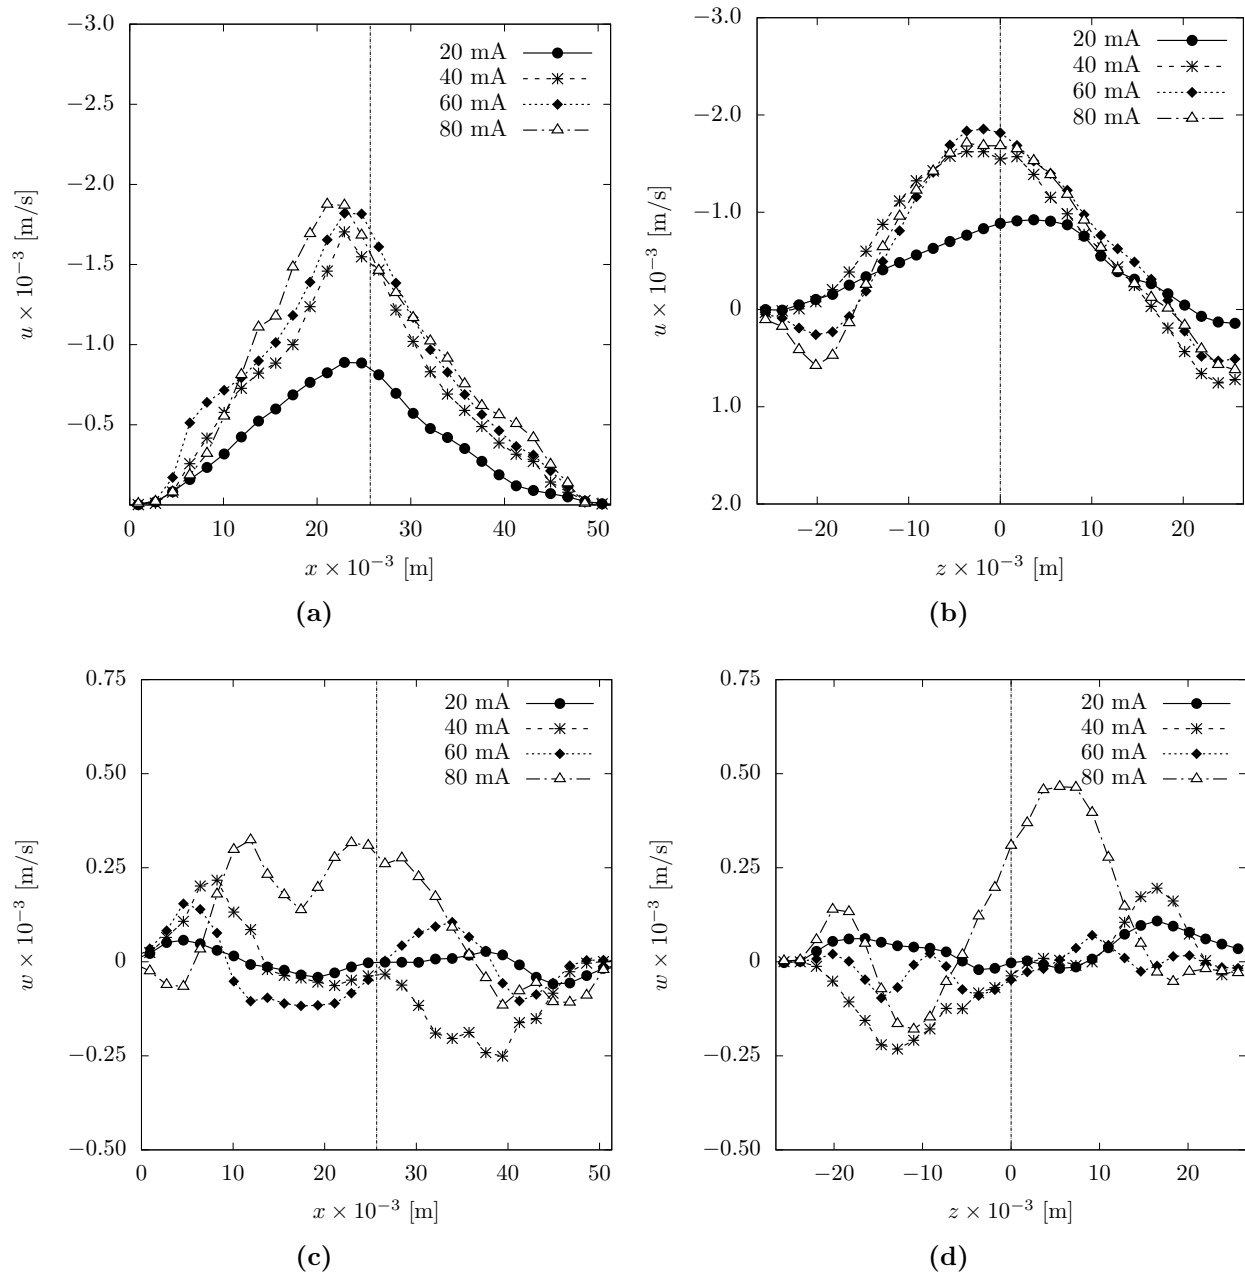 −3.0
−2.5
−2.0
−1.5
−1.0
−0.5
0
10
20
30
40
50
u × 10⁻³ [m/s]
x × 10⁻³ [m]
20 mA
40 mA
60 mA
80 mA
(a)
−3.0
−2.0
−1.0
0
1.0
2.0
−20
−10
0
10
20
u × 10⁻³ [m/s]
z × 10⁻³ [m]
20 mA
40 mA
60 mA
80 mA
(b)
0.75
0.50
0.25
0
−0.25
−0.50
0
10
20
30
40
50
w × 10⁻³ [m/s]
x × 10⁻³ [m]
20 mA
40 mA
60 mA
80 mA
(c)
0.75
0.50
0.25
0
−0.25
−0.50
−20
−10
0
10
20
w × 10⁻³ [m/s]
z × 10⁻³ [m]
20 mA
40 mA
60 mA
80 mA
(d)